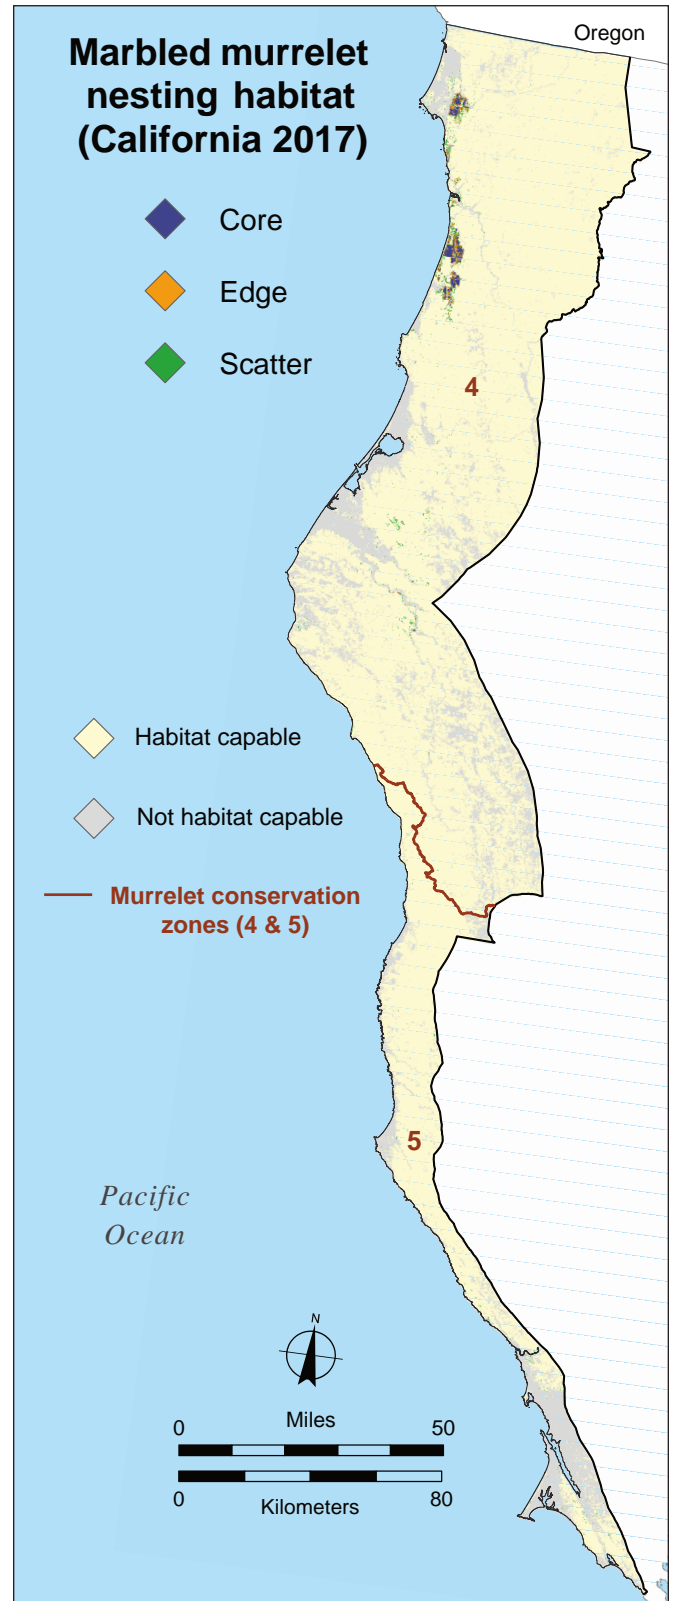 Oregon
Marbled murrelet
nesting habitat
(California 2017)
Core
Edge
Scatter
4
Habitat capable
Not habitat capable
Murrelet conservation
zones (4 & 5)
5
Pacific
Ocean
N
Miles
0 50
0 80
Kilometers